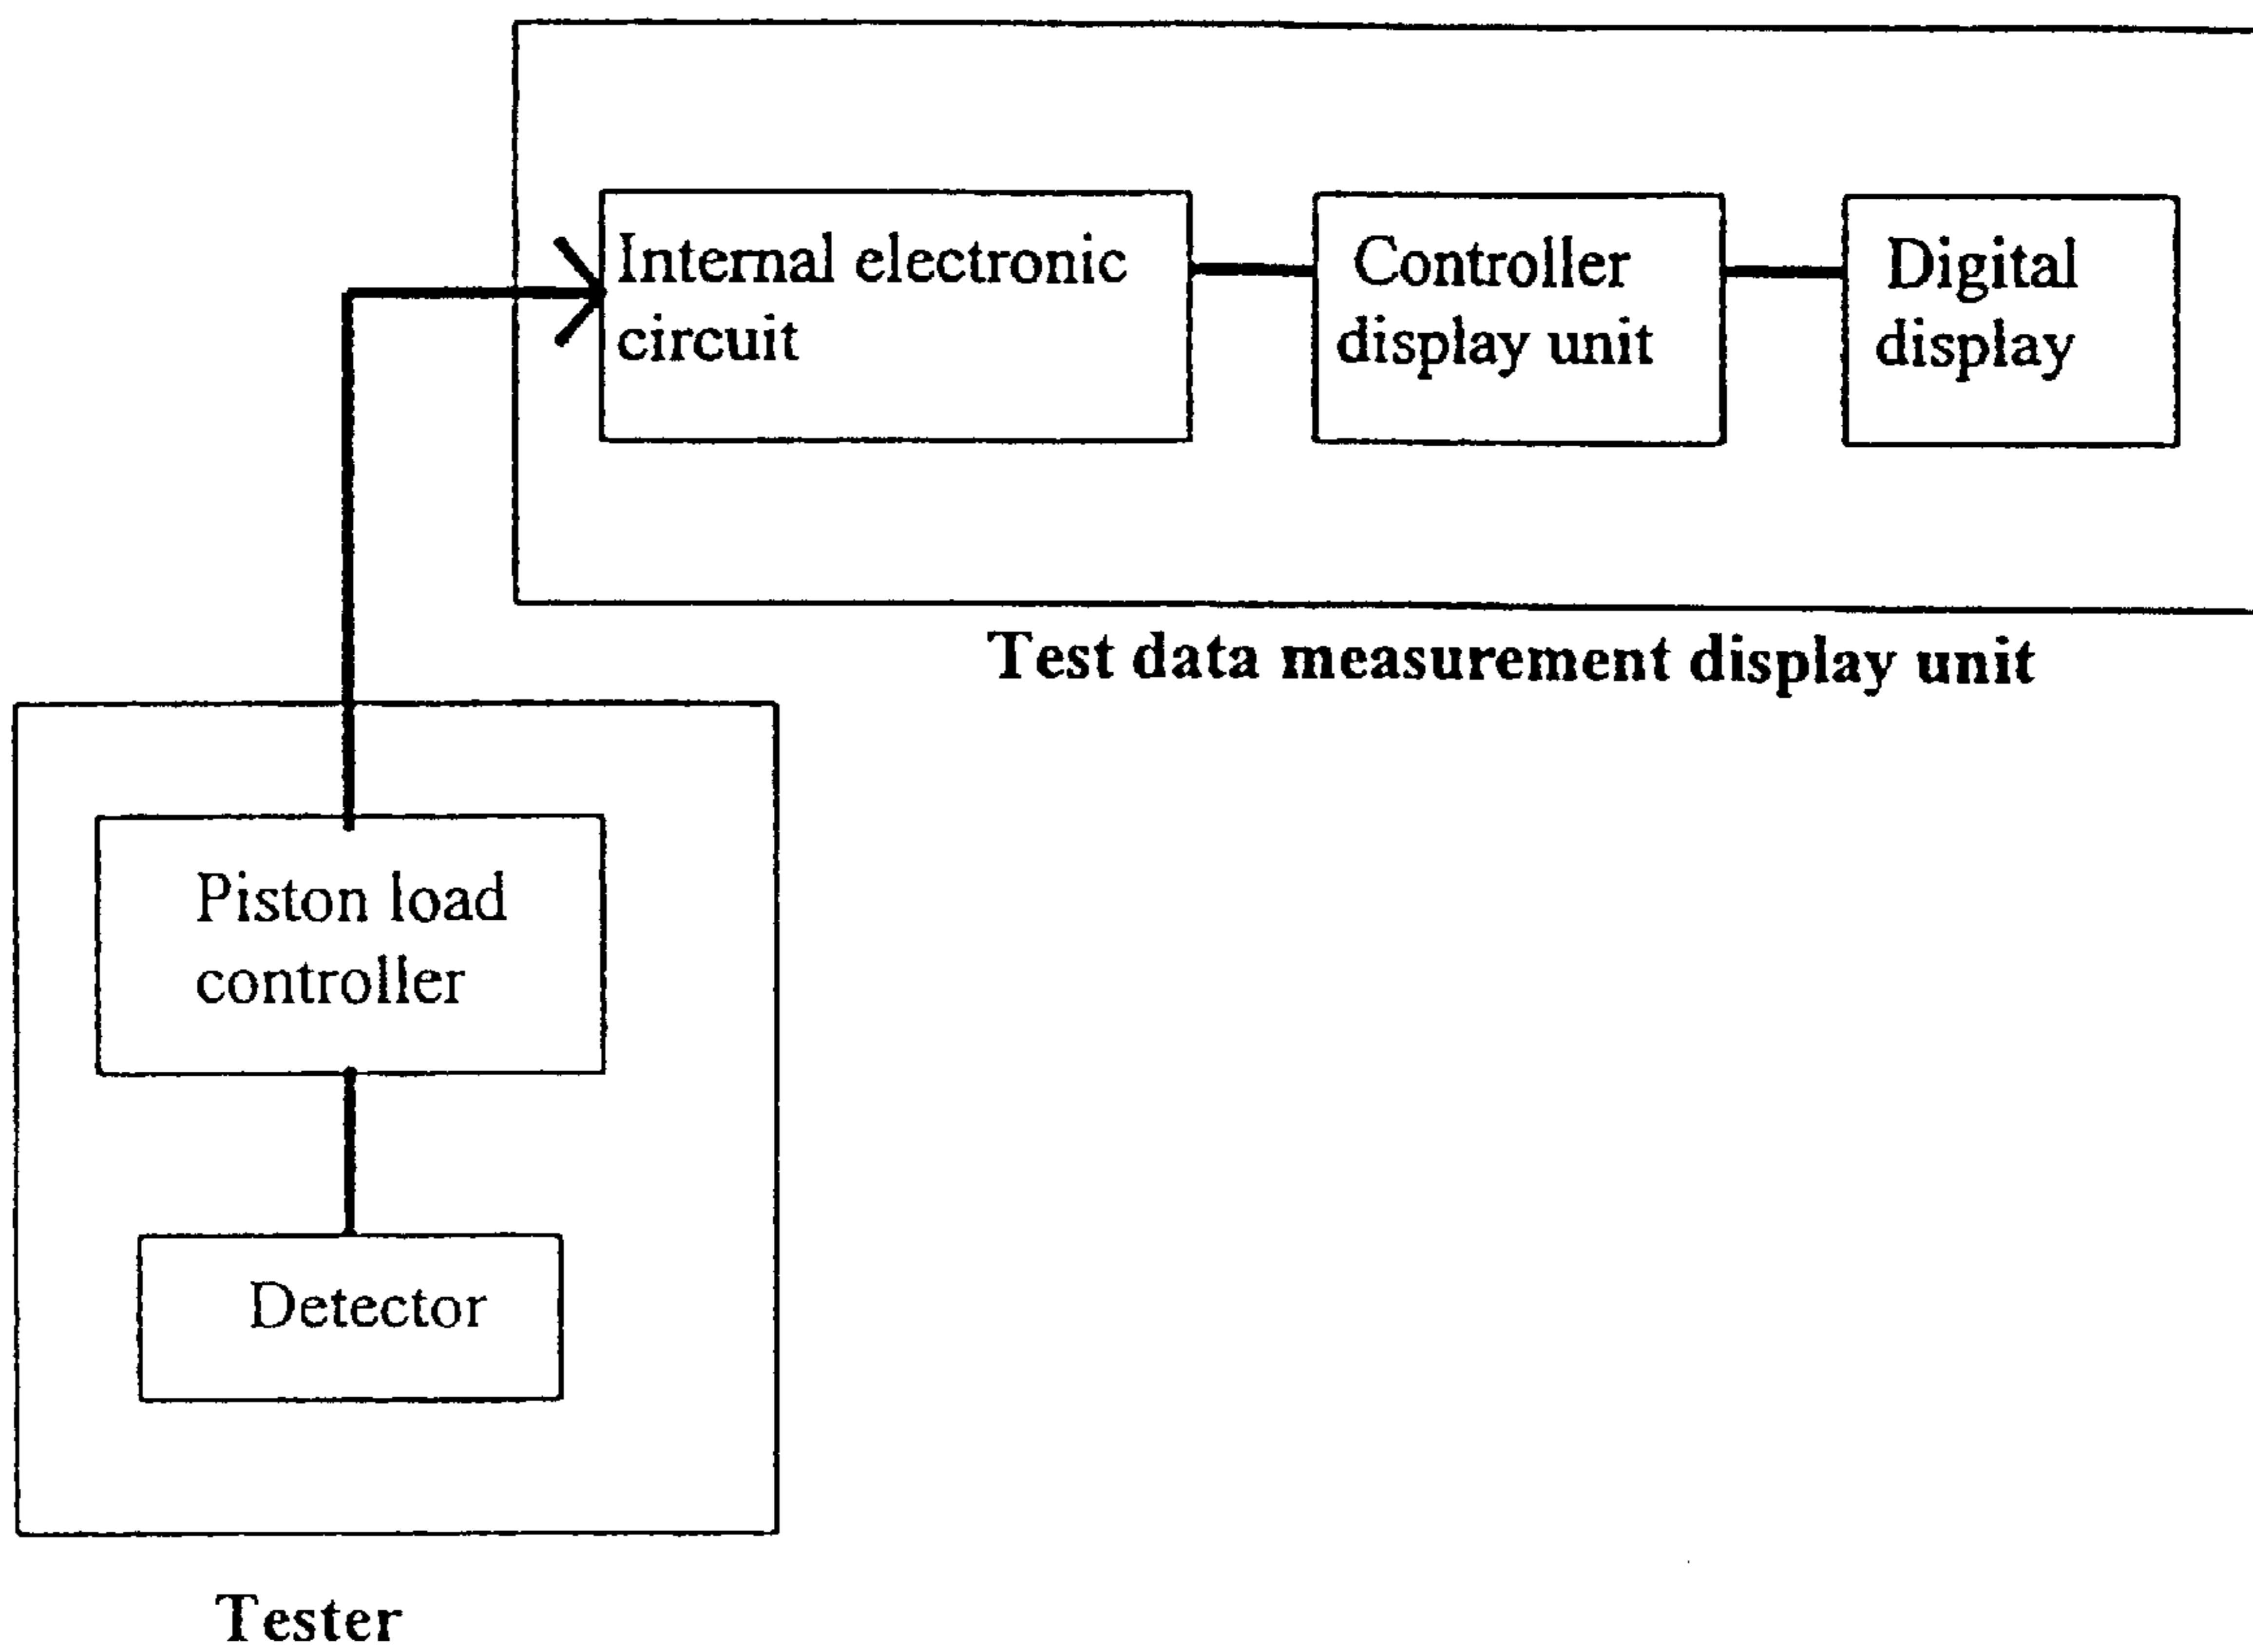 Internal electronic
circuit
Controller
display unit
Digital
display
Test data measurement display unit
Piston load
controller
Detector
Tester